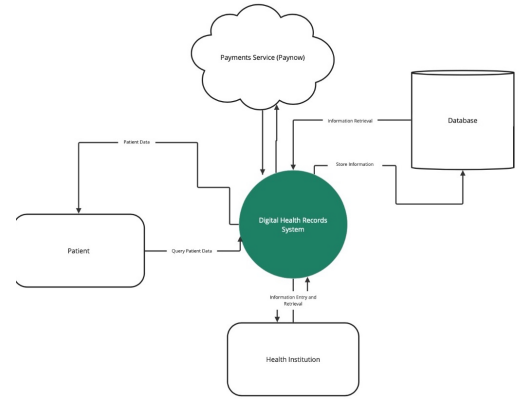 Payments Service (Paynow)
Database
Information Retrieval
Patient Data
Store Information
Digital Health Records
System
Patient
Query Patient Data
Information Entry and
Retrieval
Health Institution